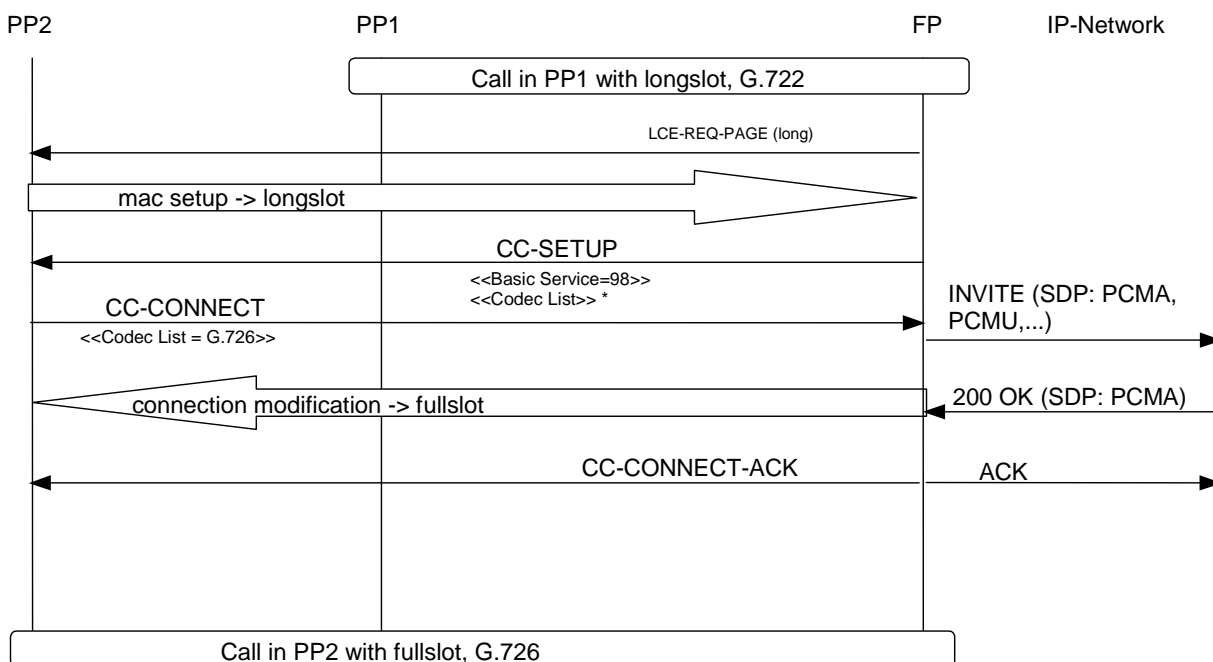 PP2 PP1 FP IP-Network
Call in PP1 with longslot, G.722
LCE-REQ-PAGE (long)
mac setup -> longslot
CC-SETUP
<<Basic Service=98>>
<<Codec List>> *
CC-CONNECT
<<Codec List = G.726>>
INVITE (SDP: PCMA,
PCMU,...)
connection modification -> fullslot
200 OK (SDP: PCMA)
CC-CONNECT-ACK
ACK
Call in PP2 with fullslot, G.726